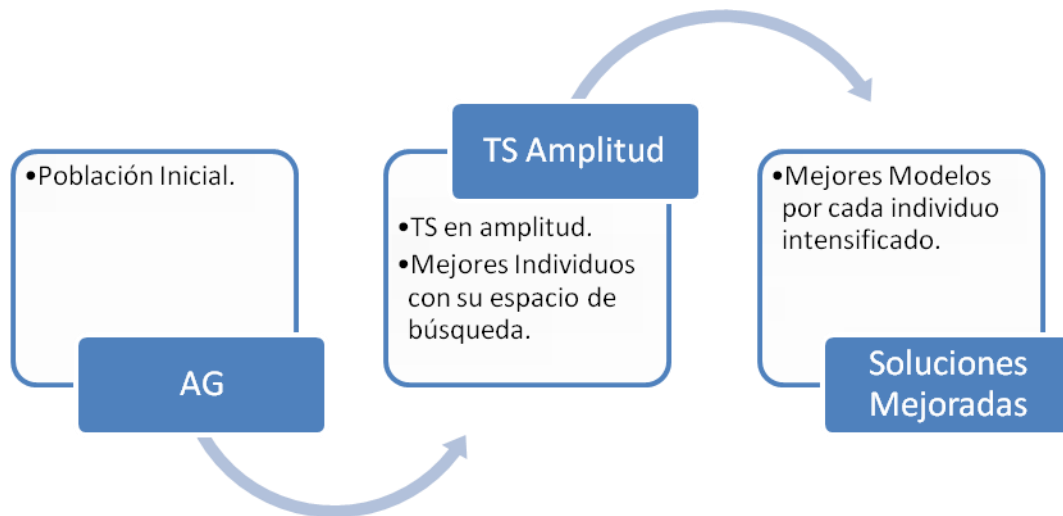 •Población Inicial.
AG
TS Amplitud
•TS en amplitud.
•Mejores Individuos
con su espacio de
búsqueda.
•Mejores Modelos
por cada individuo
intensificado.
Soluciones
Mejoradas